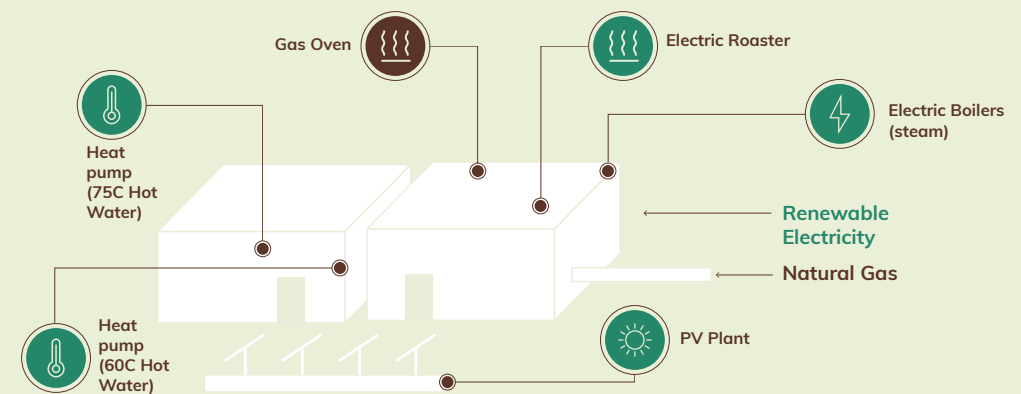 Gas Oven
Electric Roaster
Electric Boilers
(steam)
Heat
pump
(75C Hot
Water)
Renewable
Electricity
Natural Gas
Heat
pump
(60C Hot
Water)
PV Plant